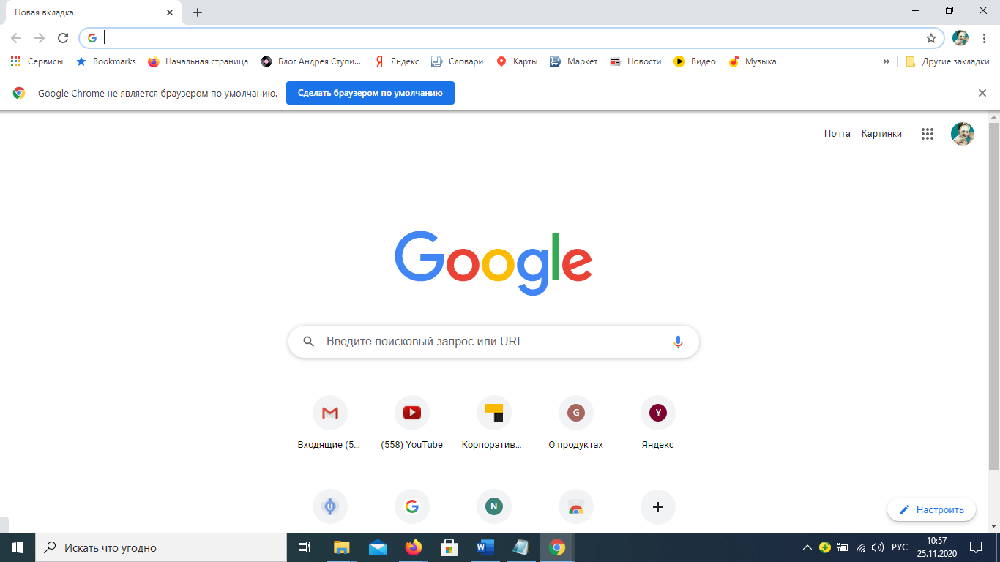 Новая вкладка
Сервисы Bookmarks Начальная страница Блог Андрея Ступи... Яндекс Словари Карты Маркет Новости Видео Музыка » Другие закладки
Google Chrome не является браузером по умолчанию. Сделать браузером по умолчанию
Почта Картинки
Google
Введите поисковый запрос или URL
G Y
Входящие (5... (558) YouTube Корпоратив... О продуктах Яндекс
U G N
Настроить
Искать что угодно
РУС
10:57
25.11.2020